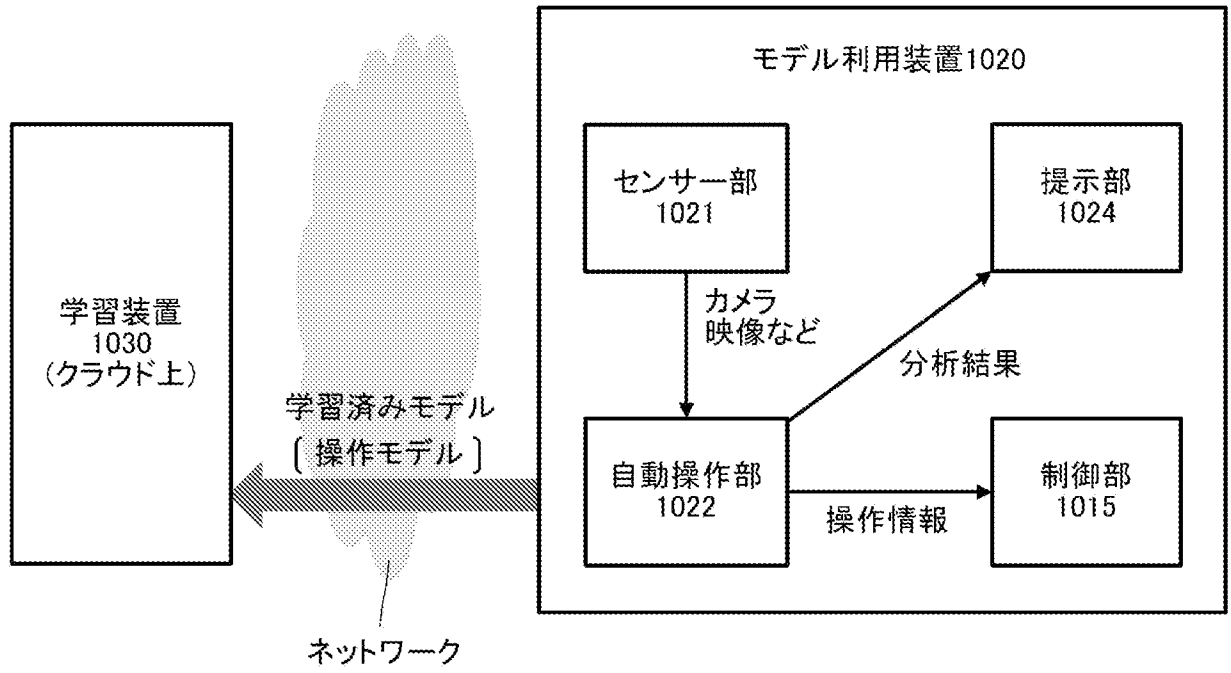 モデル利用装置1020
センサー部
1021
提示部
1024
学習装置
1030
(クラウド上)
カメラ
映像など
分析結果
学習済みモデル
〔操作モデル〕
自動操作部
1022
操作情報
制御部
1015
ネットワーク